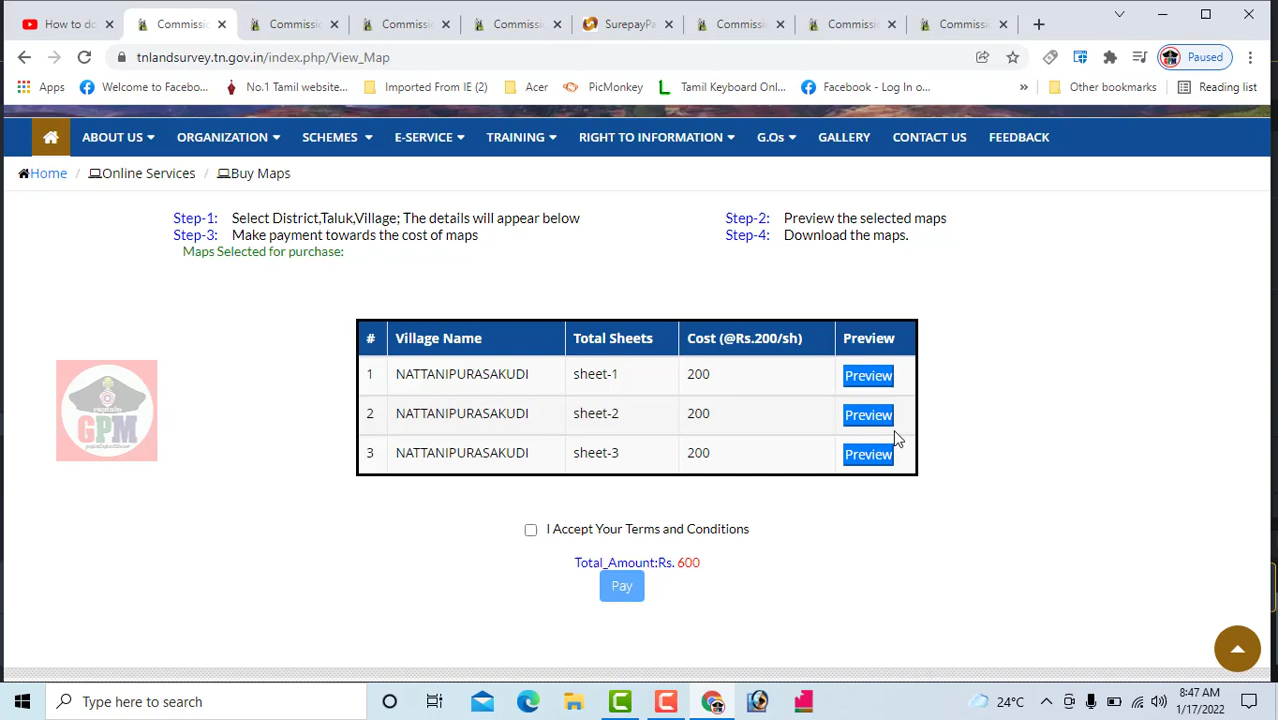 How to do
Commissi
Commissi
Commissi
Commissi
SurepayPa
Commissi
Commissi
Commissi
tnlandsurvey.tn.gov.in/index.php/View_Map
Paused
Apps
Welcome to Facebo...
No.1 Tamil website...
Imported From IE (2)
Acer
PicMonkey
Tamil Keyboard Onl...
Facebook - Log In o...
»
Other bookmarks
Reading list
ABOUT US
ORGANIZATION
SCHEMES
E-SERVICE
TRAINING
RIGHT TO INFORMATION
G.Os
GALLERY
CONTACT US
FEEDBACK
Home / Online Services / Buy Maps
Step-1: Select District,Taluk,Village; The details will appear below
Step-2: Preview the selected maps
Step-3: Make payment towards the cost of maps
Step-4: Download the maps.
Maps Selected for purchase:
# Village Name Total Sheets Cost (@Rs.200/sh) Preview
1 NATTANIPURASAKUDI sheet-1 200 Preview
2 NATTANIPURASAKUDI sheet-2 200 Preview
3 NATTANIPURASAKUDI sheet-3 200 Preview
GPM
I Accept Your Terms and Conditions
Total_Amount:Rs. 600
Pay
Type here to search
24°C
8:47 AM
1/17/2022